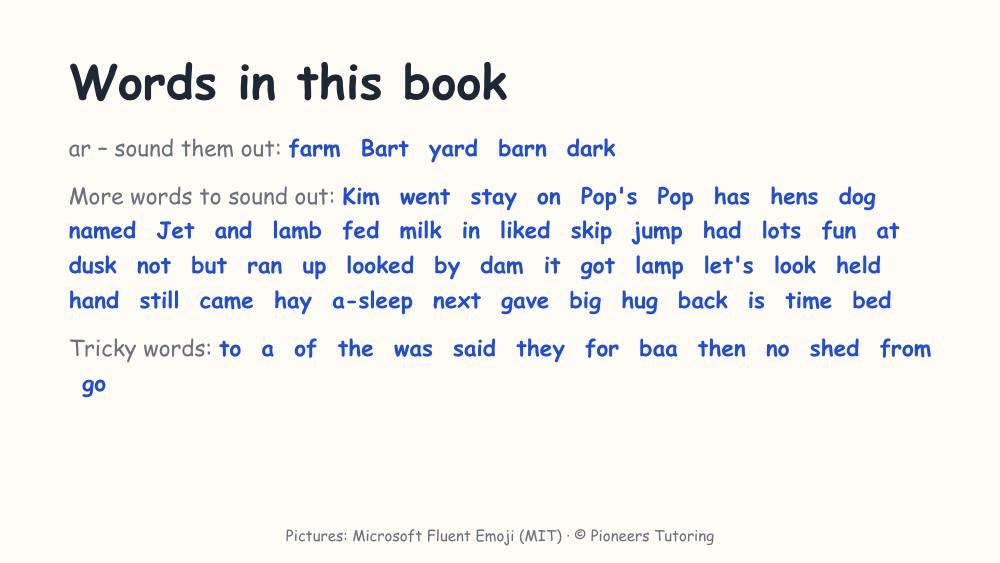 Words in this book
ar – sound them out: farm Bart yard barn dark
More words to sound out: Kim went stay on Pop's Pop has hens dog
named Jet and lamb fed milk in liked skip jump had lots fun at
dusk not but ran up looked by dam it got lamp let's look held
hand still came hay a-sleep next gave big hug back is time bed
Tricky words: to a of the was said they for baa then no shed from
go
Pictures: Microsoft Fluent Emoji (MIT) · © Pioneers Tutoring